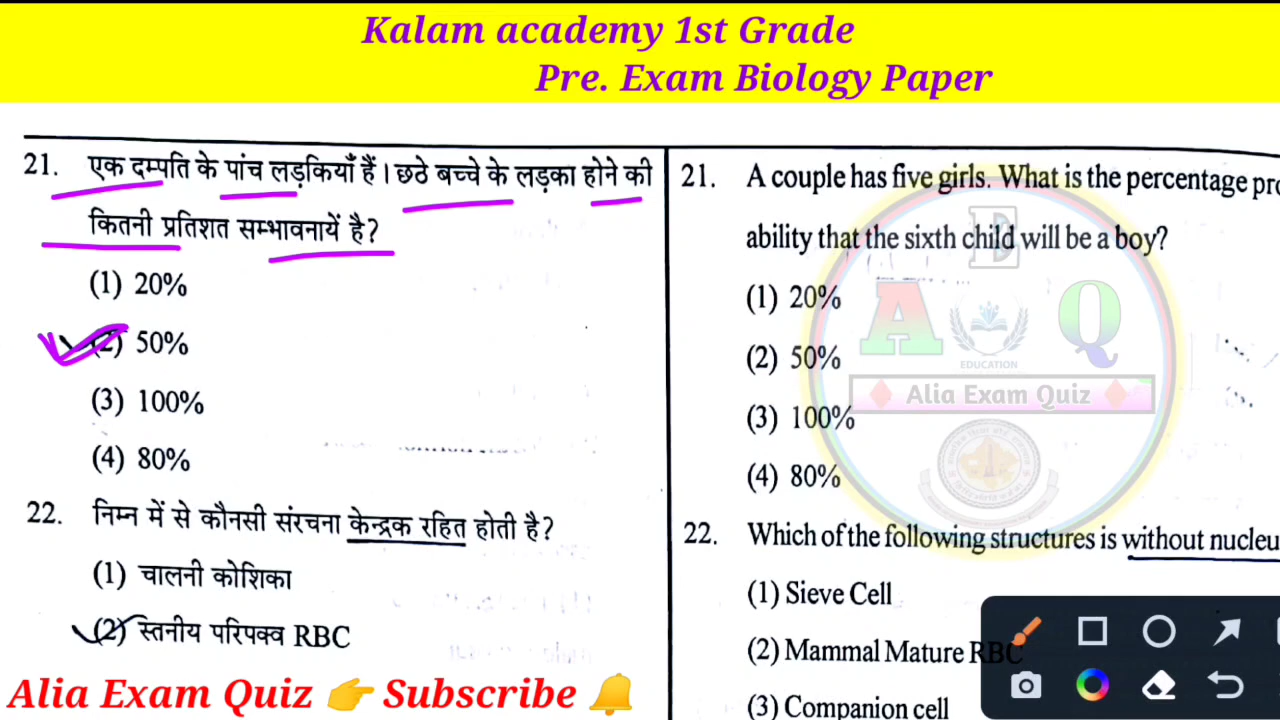 Kalam academy 1st Grade
Pre. Exam Biology Paper
21. एक दम्पति के पांच लड़कियाँ हैं। छठे बच्चे के लड़का होने की
कितनी प्रतिशत सम्भावनायें है?
(1) 20%
(2) 50%
(3) 100%
(4) 80%
22. निम्न में से कौनसी संरचना केन्द्रक रहित होती है?
(1) चालनी कोशिका
(2) स्तनीय परिपक्व RBC
21. A couple has five girls. What is the percentage pro
ability that the sixth child will be a boy?
(1) 20%
(2) 50%
(3) 100%
(4) 80%
22. Which of the following structures is without nucleu
(1) Sieve Cell
(2) Mammal Mature RBC
(3) Companion cell
E
A Q
EDUCATION
Alia Exam Quiz
Alia Exam Quiz 👉 Subscribe 🔔